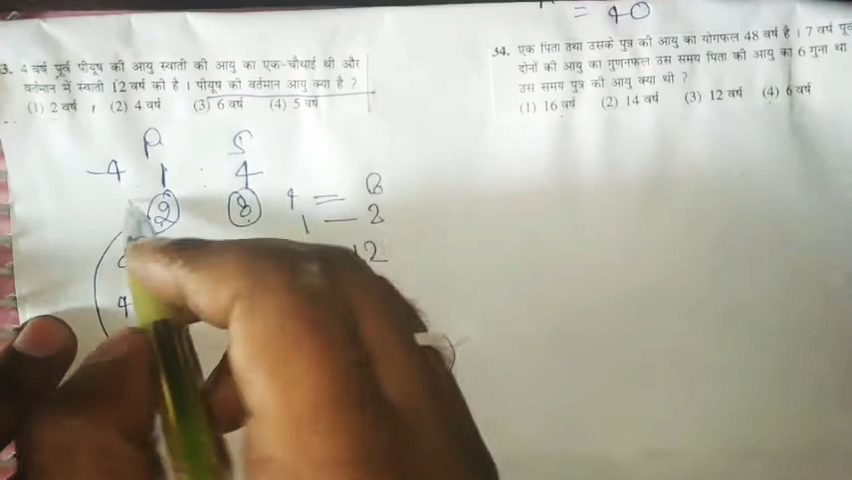 = 40
3. 4 वर्ष पूर्व पीयूष की आयु स्वाती की आयु का एक-चौथाई थी और
वर्तमान में स्वाती 12 वर्ष की है । पीयूष की वर्तमान आयु क्या है ?
(1) 2 वर्ष (2) 4 वर्ष (3) 6 वर्ष (4) 5 वर्ष
34. एक पिता तथा उसके पुत्र की आयु का योगफल 48 वर्ष है । 7 वर्ष पूर्व
दोनों की आयु का गुणनफल उस समय पिता की आयु का 6 गुना था
उस समय पुत्र की आयु क्या थी ?
(1) 16 वर्ष (2) 14 वर्ष (3) 12 वर्ष (4) 6 वर्ष
P S
-4 1 : 4
2 8 4 = 8
1 — 2
12
4